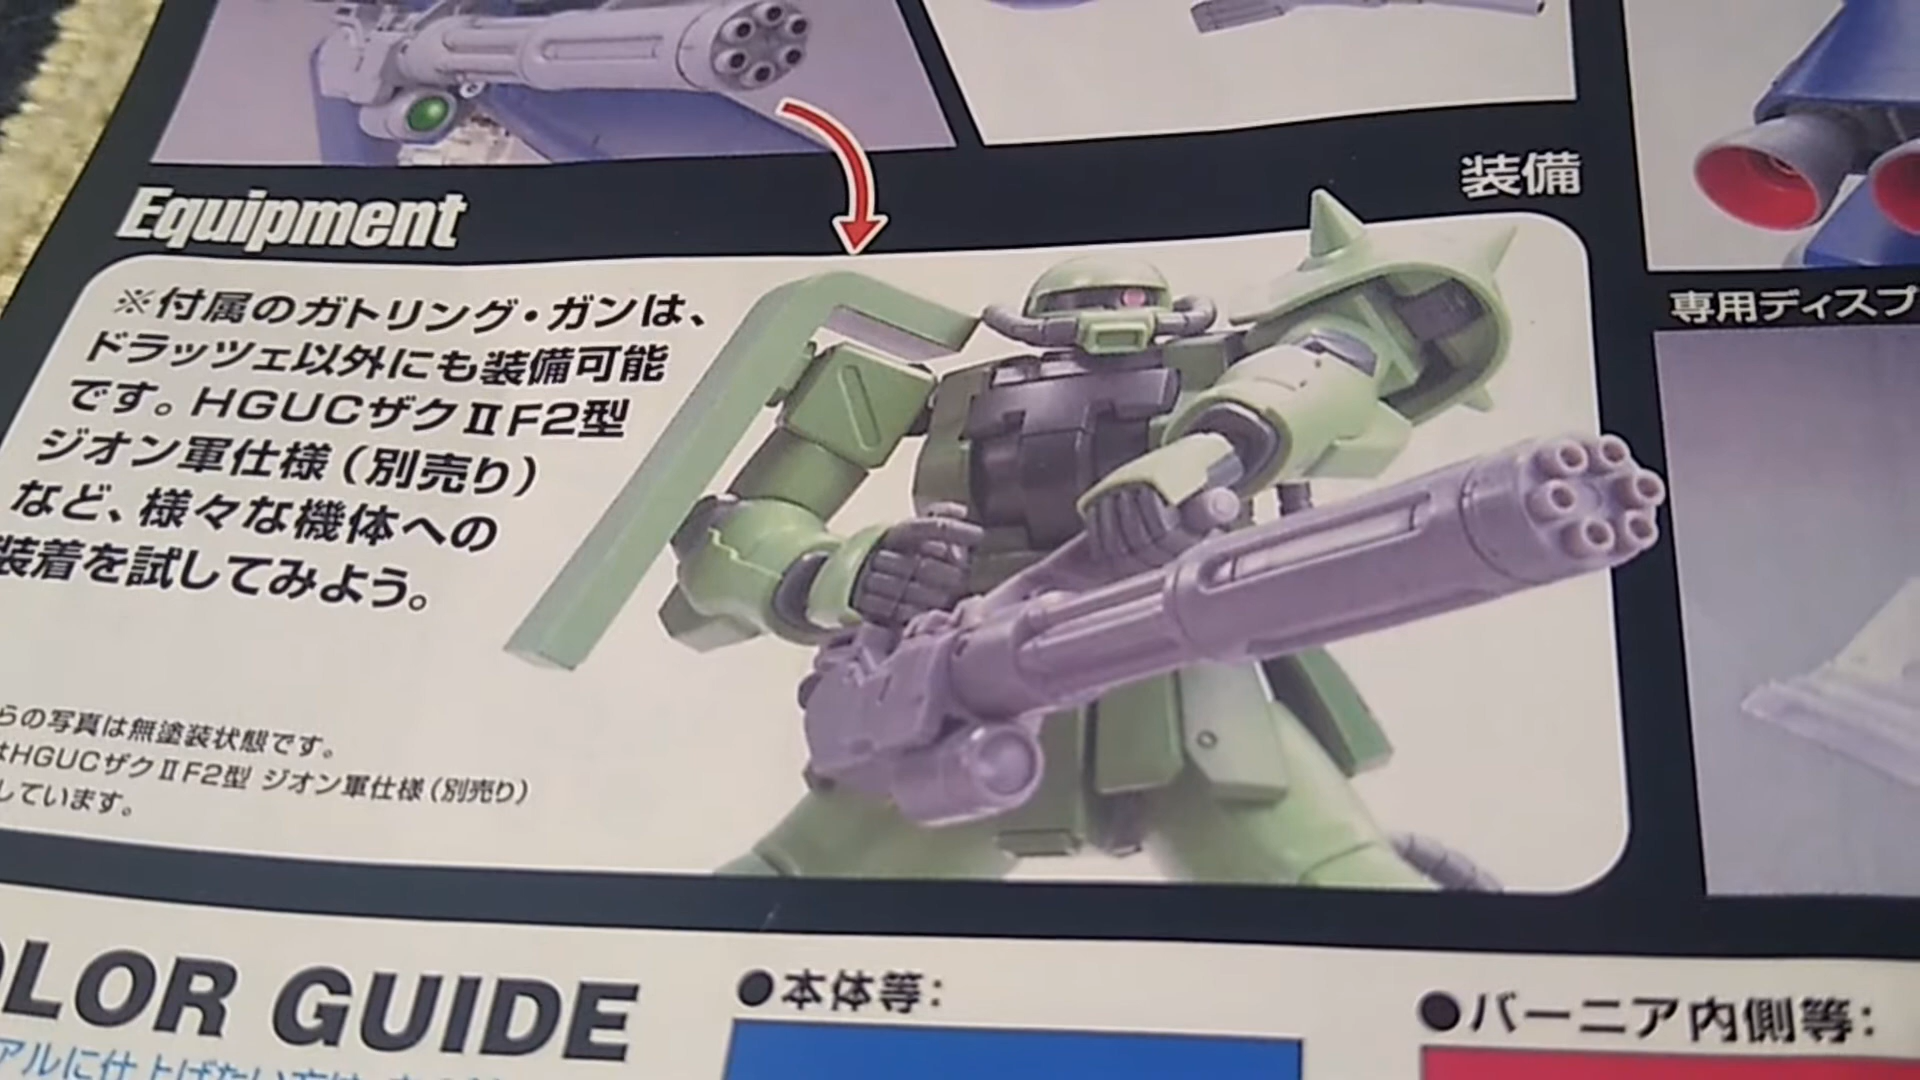 Equipment
装備
※付属のガトリング・ガンは、
ドラッツェ以外にも装備可能
です。HGUCザクⅡF2型
ジオン軍仕様（別売り）
など、様々な機体への
装着を試してみよう。
らの写真は無塗装状態です。
はHGUCザクⅡF2型 ジオン軍仕様（別売り）
しています。
専用ディスプ
OLOR GUIDE
●本体等：
●バーニア内側等：